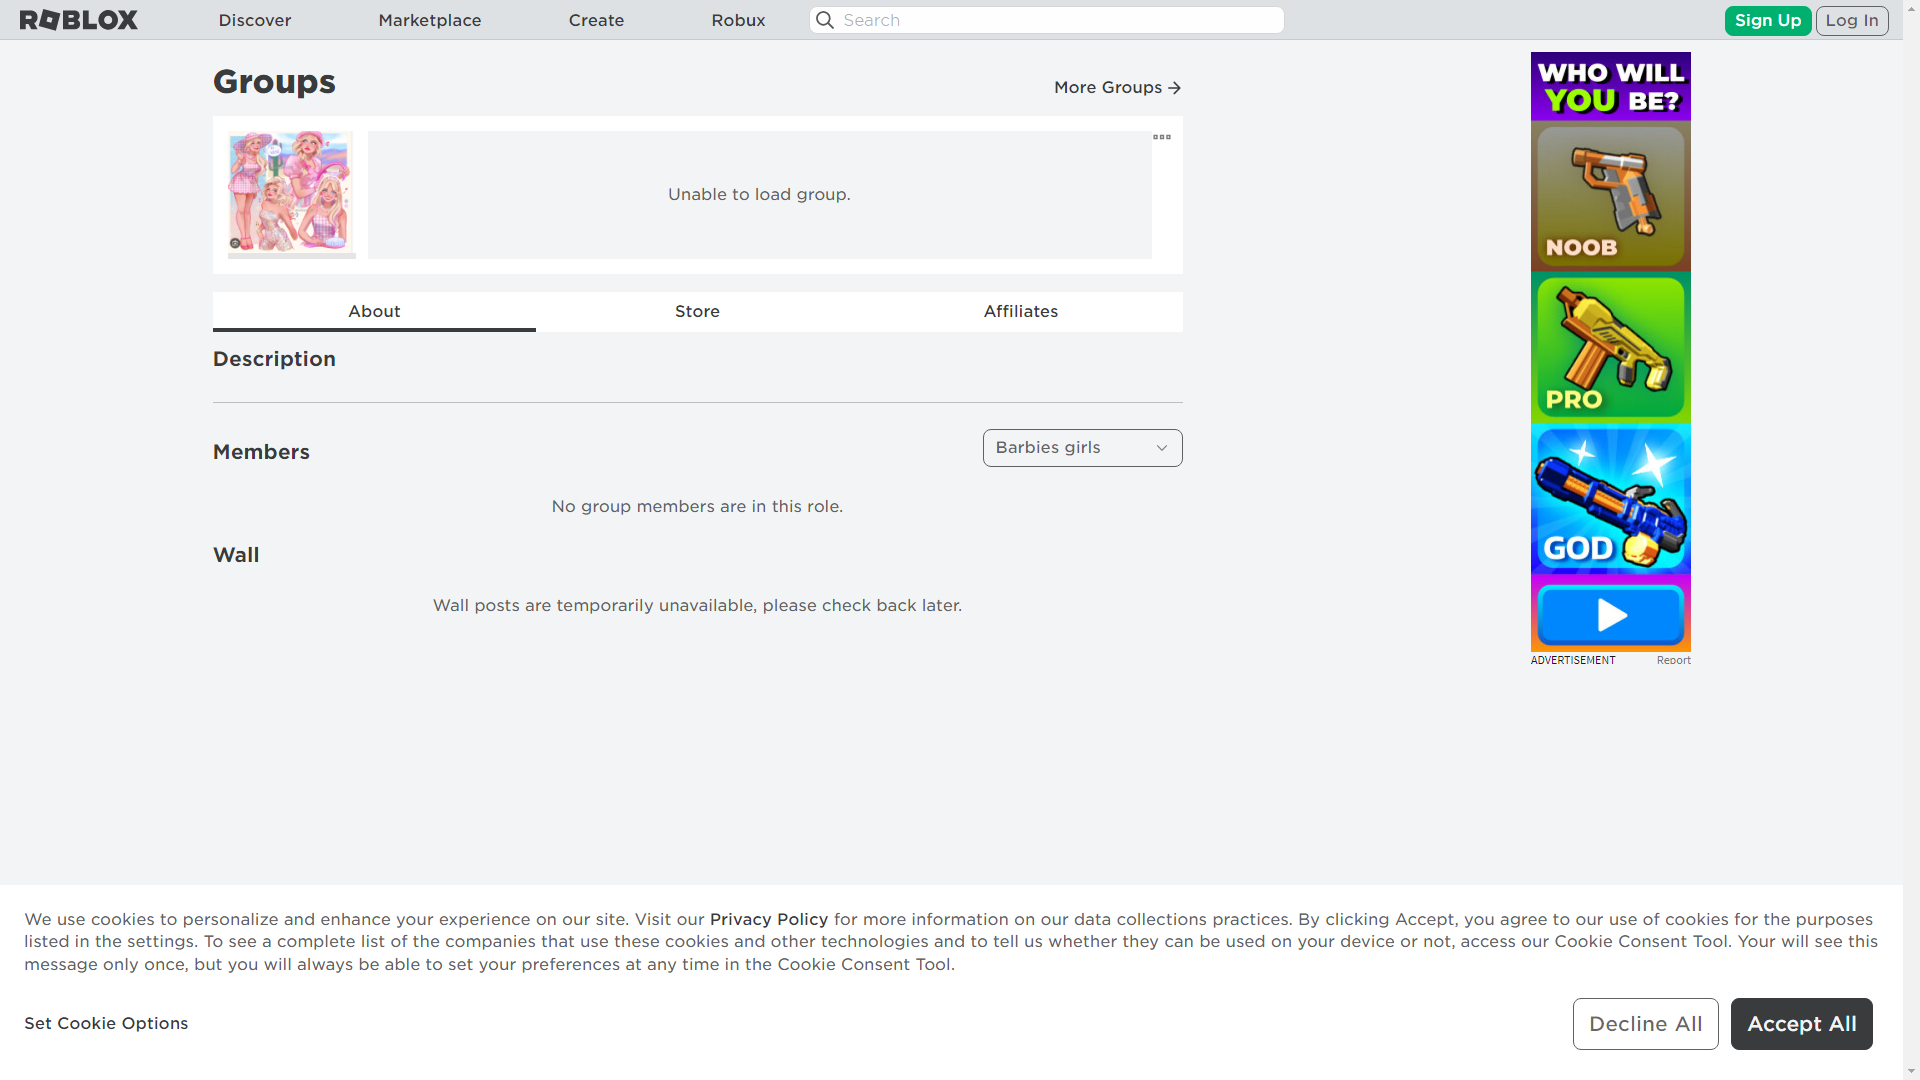 ROBLOX
Discover
Marketplace
Create
Robux
Search
Sign Up
Log In
Groups
More Groups
Unable to load group.
About
Store
Affiliates
Description
Members
Barbies girls
No group members are in this role.
Wall
Wall posts are temporarily unavailable, please check back later.
WHO WILL
YOU BE?
NOOB
PRO
GOD
ADVERTISEMENT
Report
We use cookies to personalize and enhance your experience on our site. Visit our Privacy Policy for more information on our data collections practices. By clicking Accept, you agree to our use of cookies for the purposes
listed in the settings. To see a complete list of the companies that use these cookies and other technologies and to tell us whether they can be used on your device or not, access our Cookie Consent Tool. Your will see this
message only once, but you will always be able to set your preferences at any time in the Cookie Consent Tool.
Set Cookie Options
Decline All
Accept All